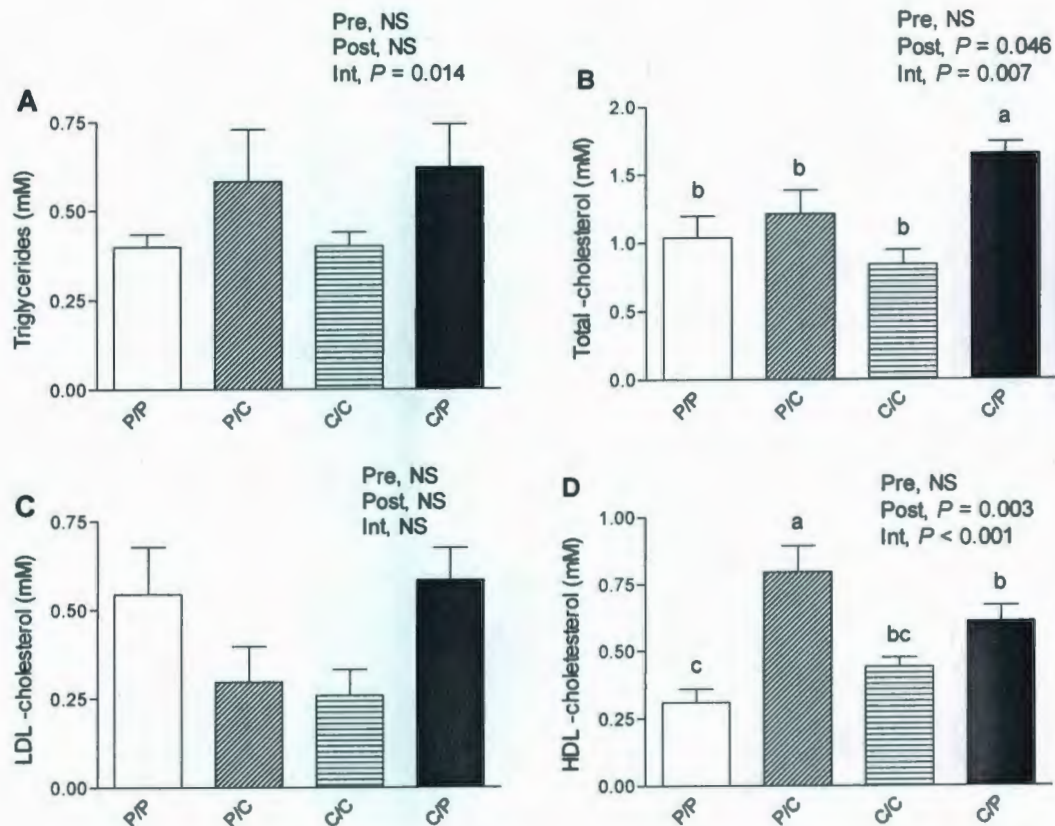 Pre, NS
Post, NS
Int, P = 0.014
A
Triglycerides (mM)
0.75
0.50
0.25
0.00
P/P
P/C
C/C
C/P
Pre, NS
Post, P = 0.046
Int, P = 0.007
B
Total -cholesterol (mM)
2.0
1.5
1.0
0.5
0.0
b
b
b
a
P/P
P/C
C/C
C/P
Pre, NS
Post, NS
Int, NS
C
LDL -cholesterol (mM)
0.75
0.50
0.25
0.00
P/P
P/C
C/C
C/P
Pre, NS
Post, P = 0.003
Int, P < 0.001
D
HDL -choletesterol (mM)
1.00
0.75
0.50
0.25
0.00
c
a
bc
b
P/P
P/C
C/C
C/P